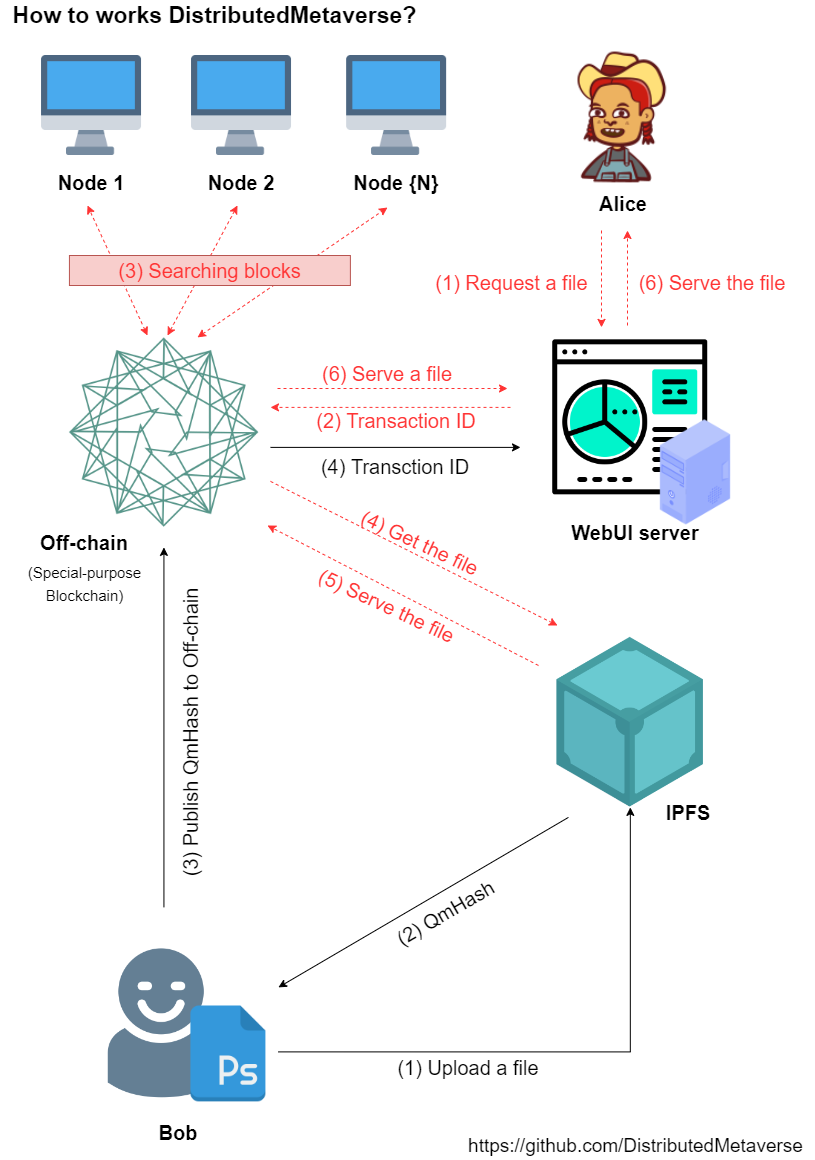 How to works DistributedMetaverse?
Node 1
Node 2
Node {N}
Alice
(3) Searching blocks
(1) Request a file
(6) Serve the file
(6) Serve a file
(2) Transaction ID
(4) Transction ID
WebUI server
Off-chain
(Special-purpose
Blockchain)
(4) Get the file
(5) Serve the file
(3) Publish QmHash to Off-chain
IPFS
(2) QmHash
Ps
(1) Upload a file
Bob
https://github.com/DistributedMetaverse